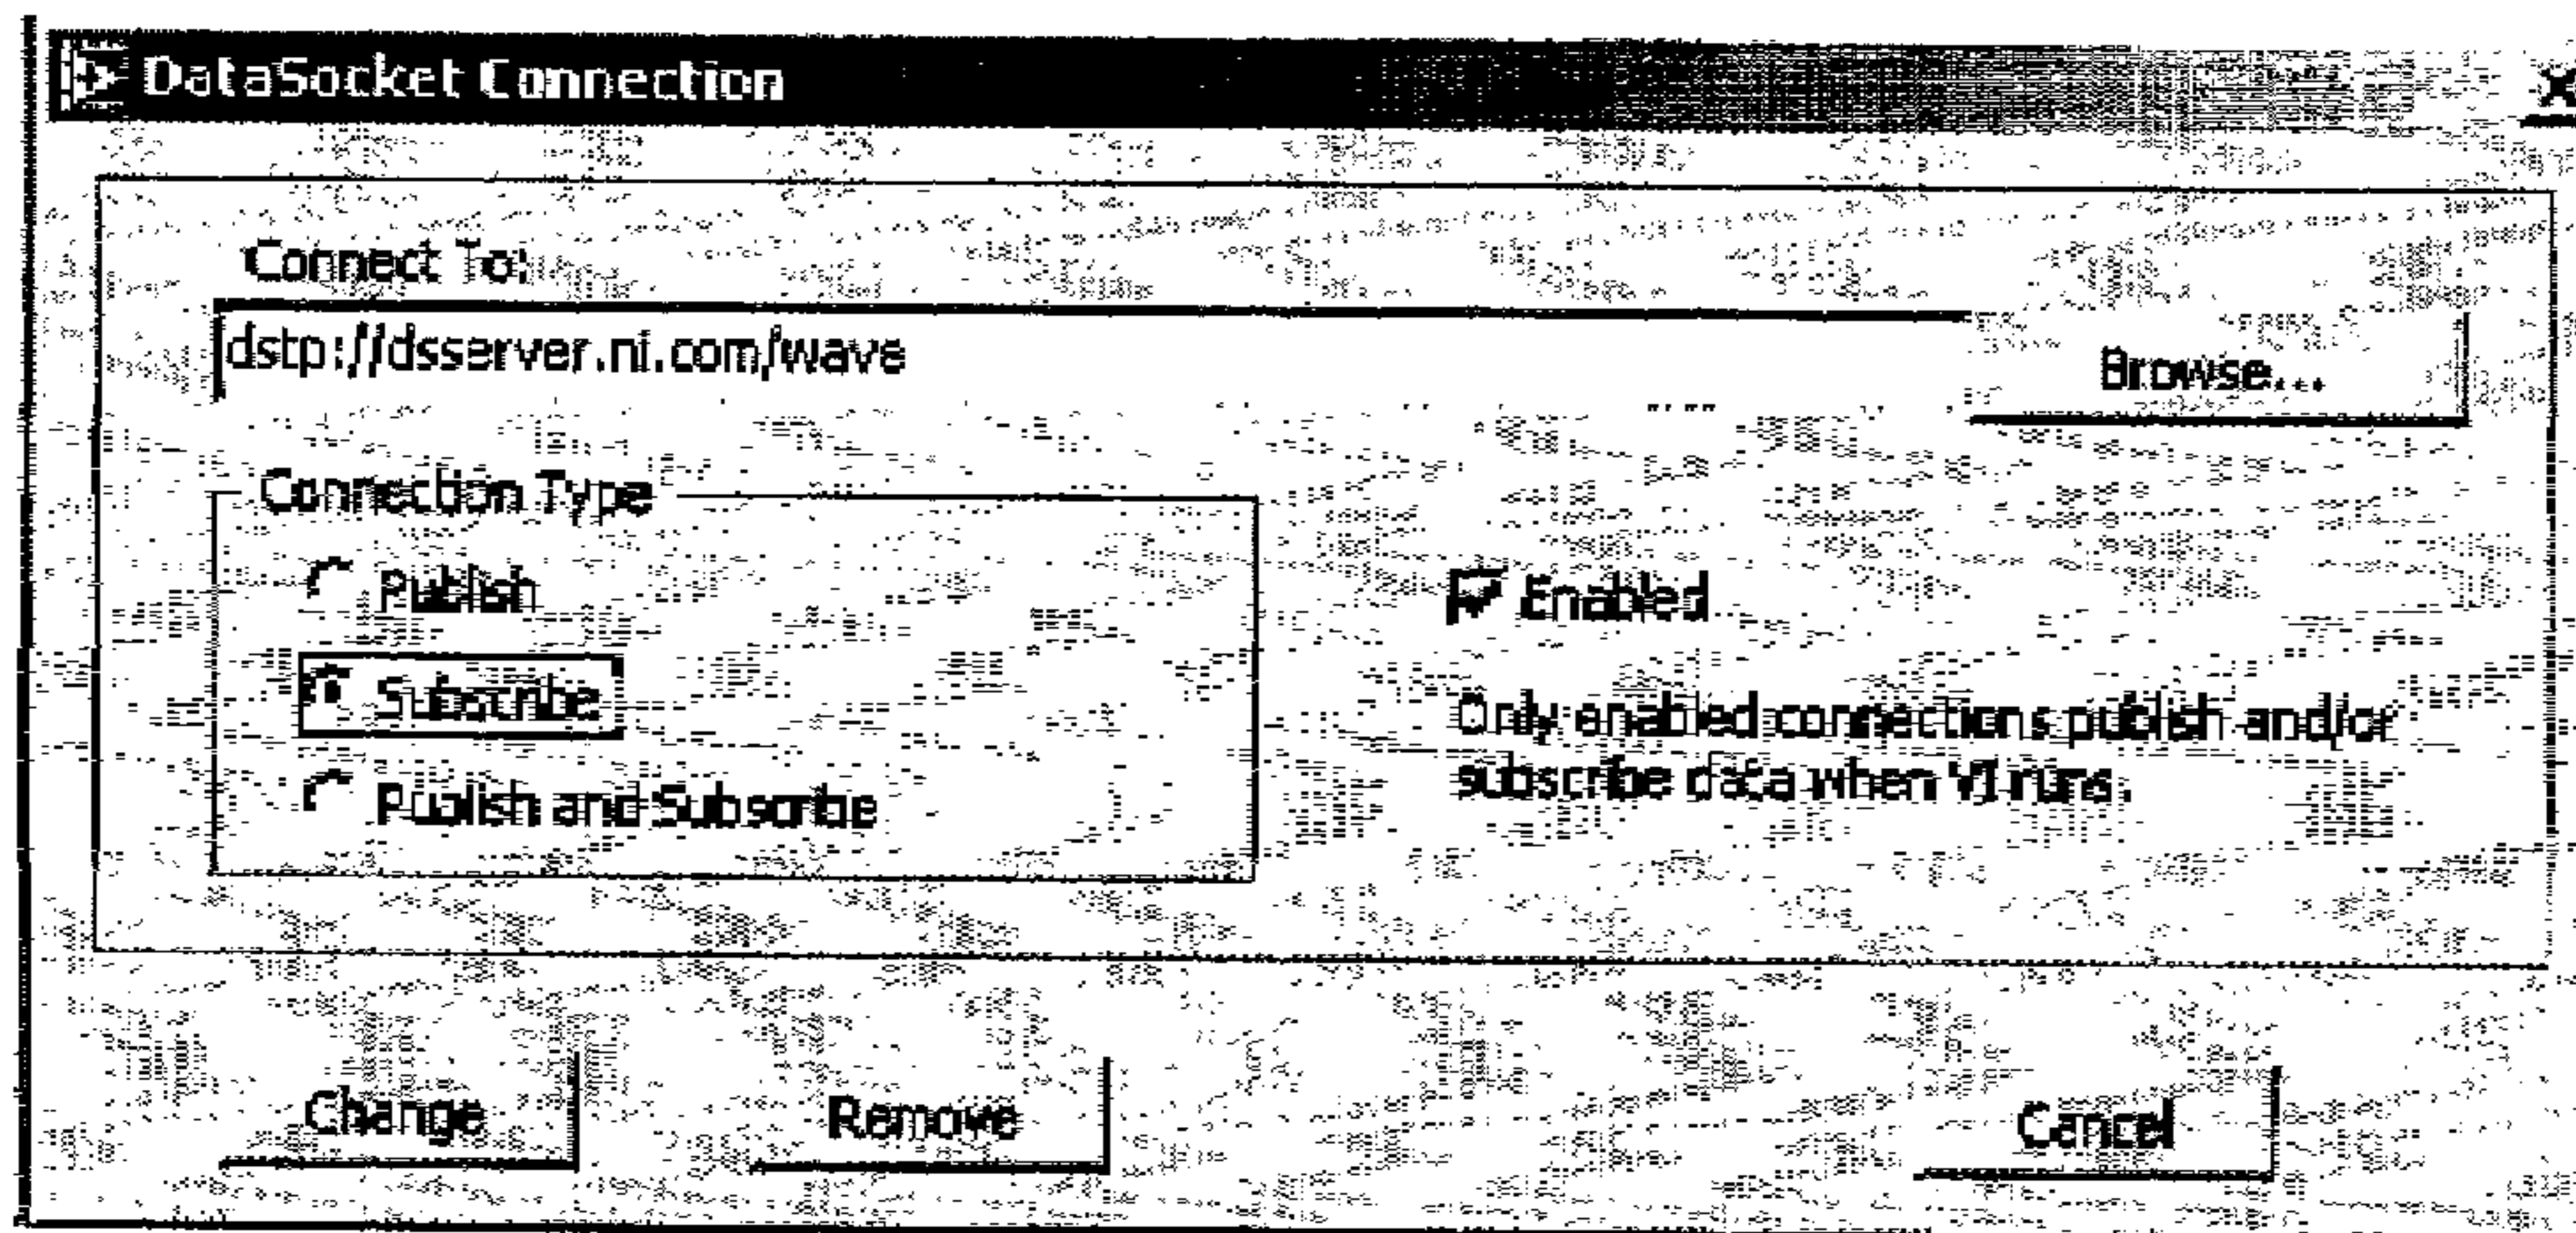 DataSocket Connection
Connect To:
dstp://dsserver.ni.com/wave
Browse...
Connection Type
Publish
Subscribe
Publish and Subscribe
Enabled
Only enabled connections publish and/or
subscribe data when VI runs.
Change
Remove
Cancel